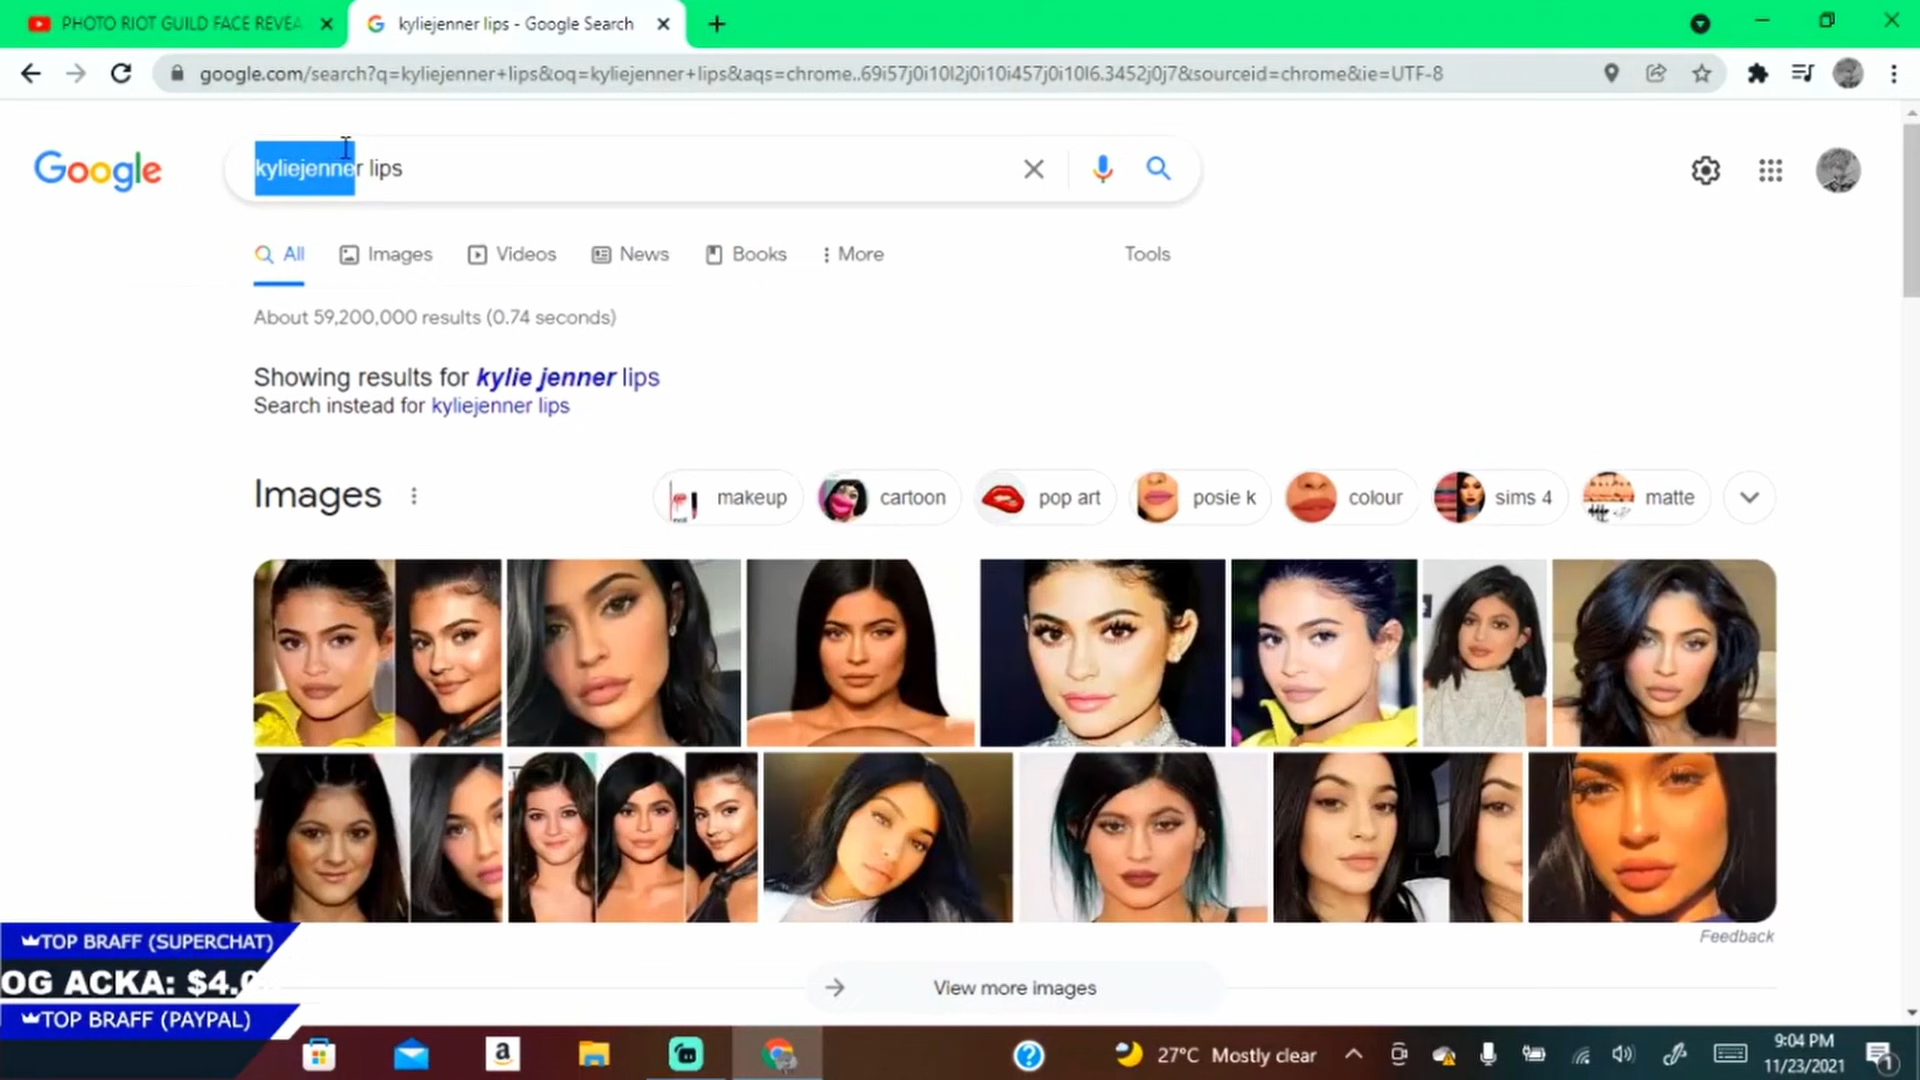 PHOTO RIOT GUILD FACE REVEA
kyliejenner lips - Google Search
google.com/search?q=kyliejenner+lips&oq=kyliejenner+lips&aqs=chrome..69i57j0i10l2j0i10i457j0i10l6.3452j0j7&sourceid=chrome&ie=UTF-8
Google
kyliejenner lips
All
Images
Videos
News
Books
More
Tools
About 59,200,000 results (0.74 seconds)
Showing results for kylie jenner lips
Search instead for kyliejenner lips
Images
makeup
cartoon
pop art
posie k
colour
sims 4
matte
Feedback
TOP BRAFF (SUPERCHAT)
OG ACKA: $4.0
View more images
TOP BRAFF (PAYPAL)
27°C Mostly clear
9:04 PM
11/23/2021
1